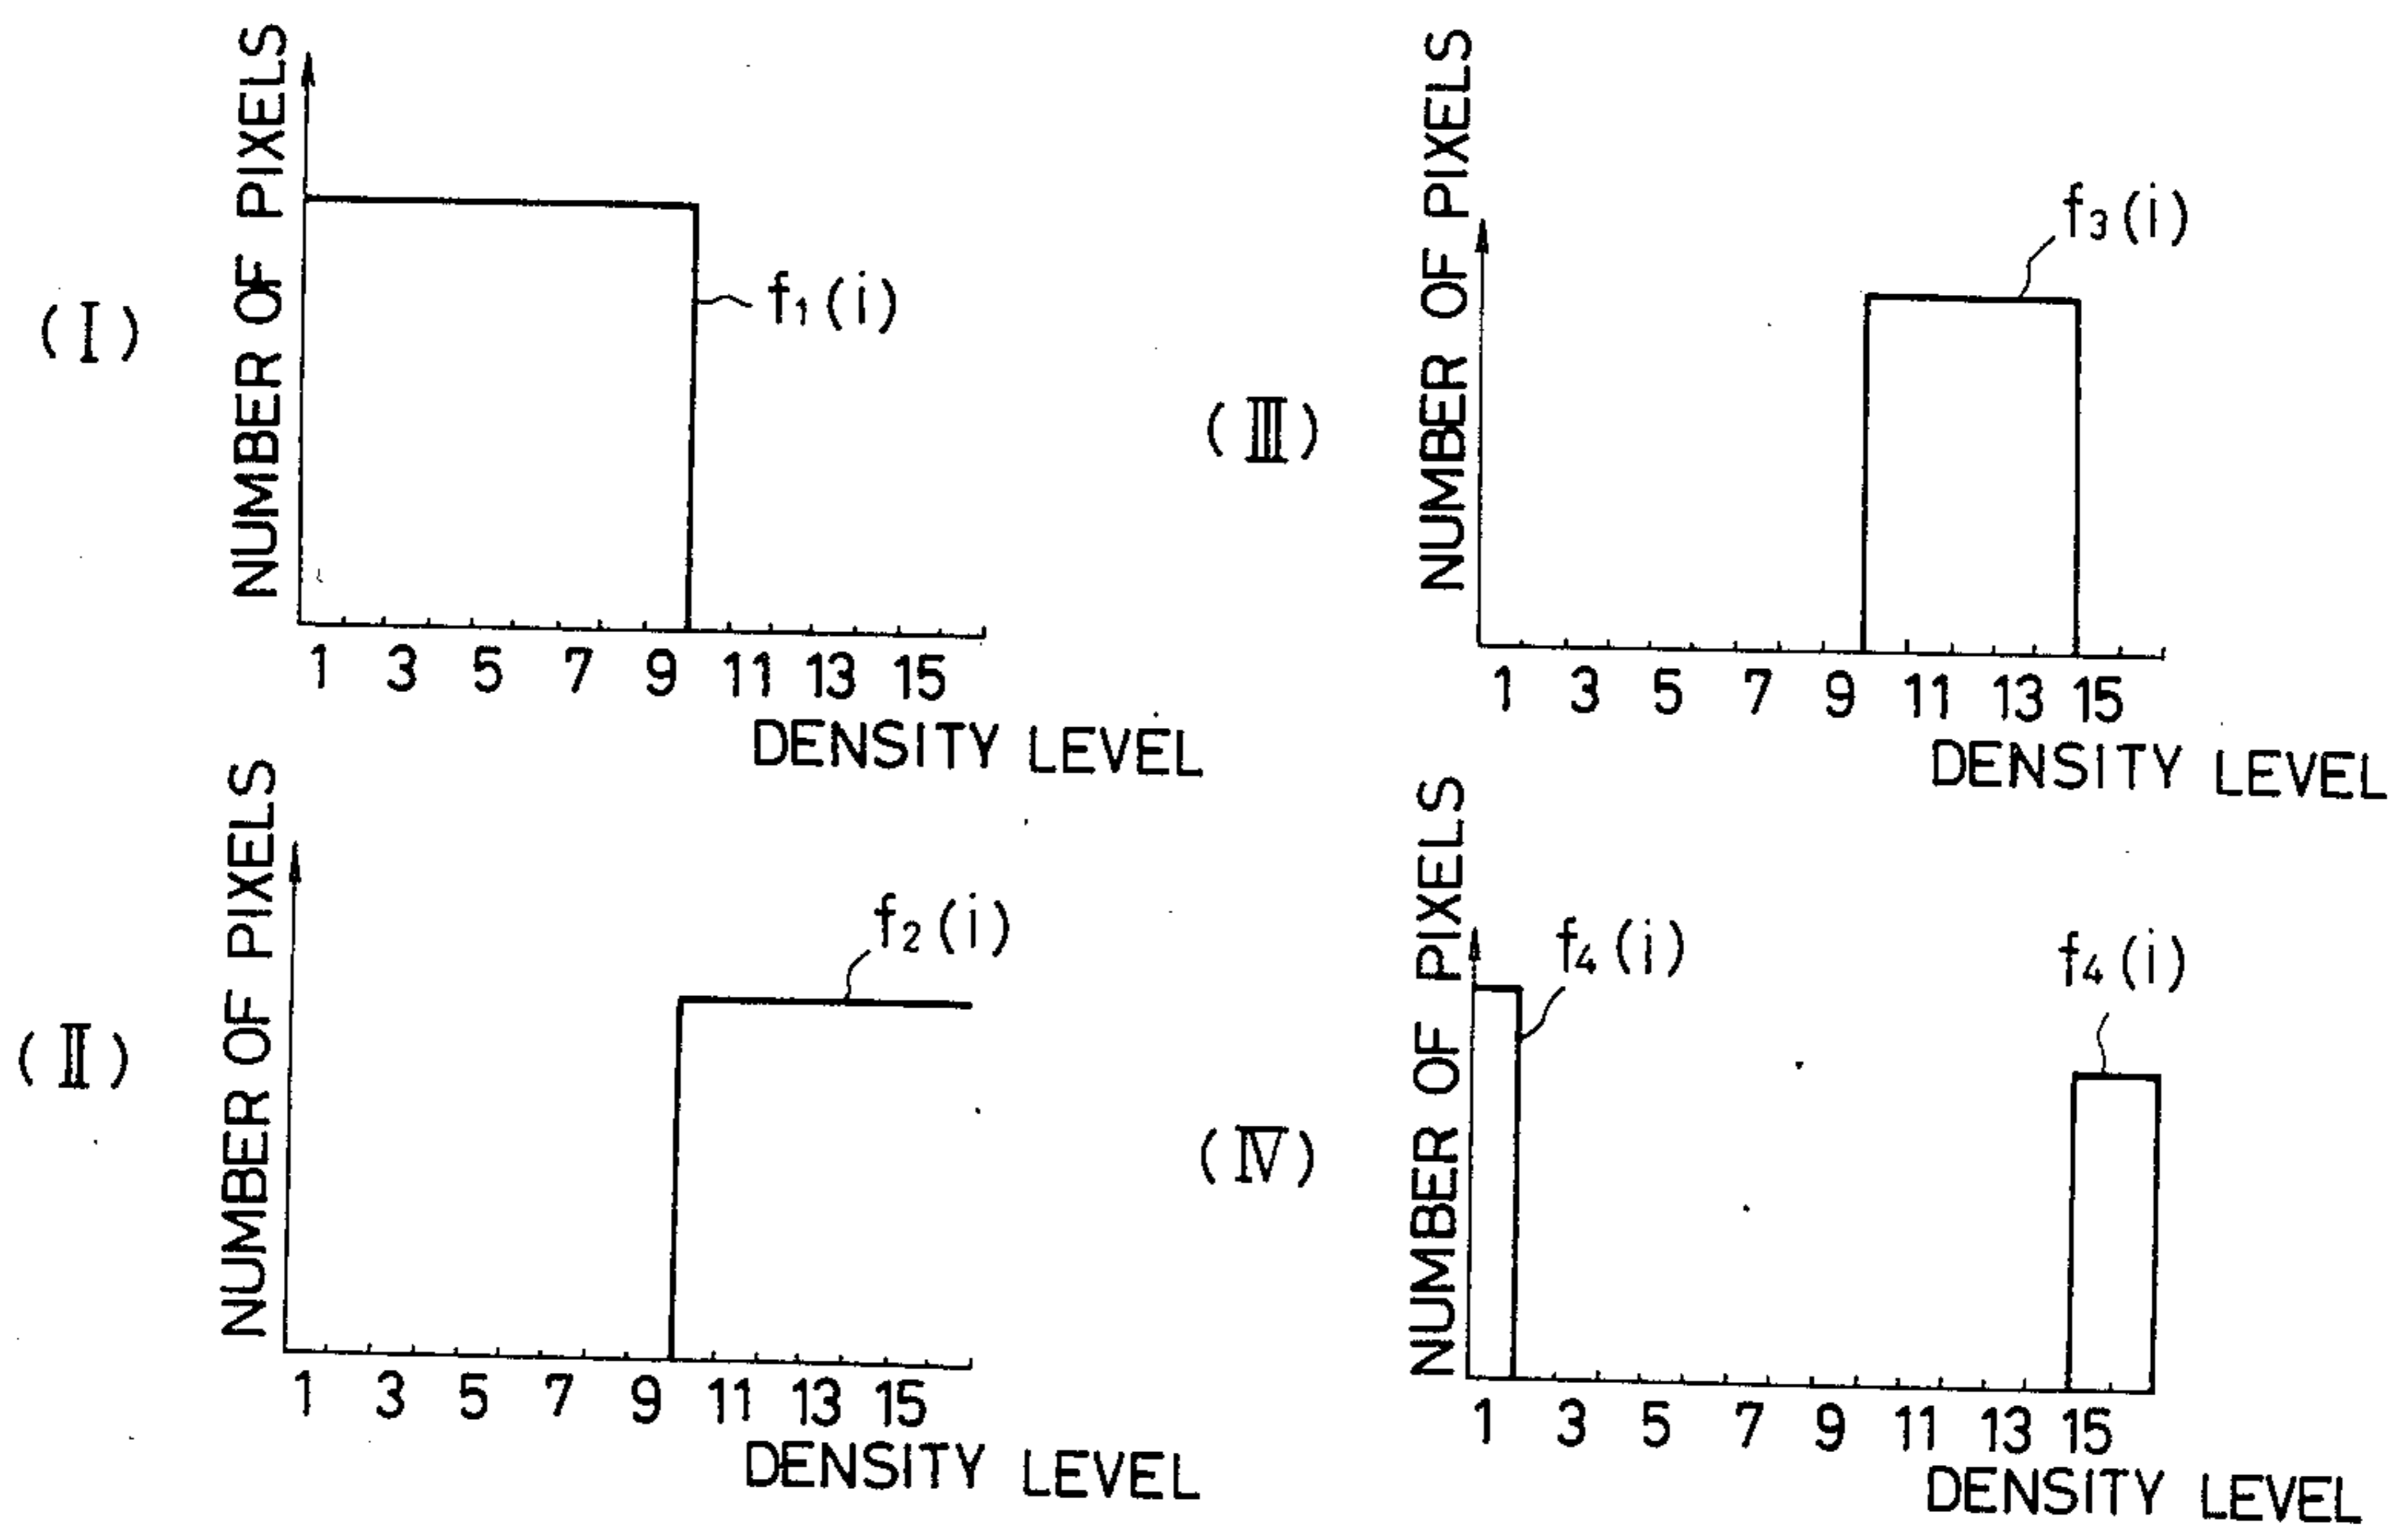 (I)
NUMBER OF PIXELS
f1(i)
1 3 5 7 9 11 13 15
DENSITY LEVEL
(II)
NUMBER OF PIXELS
f2(i)
1 3 5 7 9 11 13 15
DENSITY LEVEL
(III)
NUMBER OF PIXELS
f3(i)
1 3 5 7 9 11 13 15
DENSITY LEVEL
(IV)
NUMBER OF PIXELS
f4(i)
f4(i)
1 3 5 7 9 11 13 15
DENSITY LEVEL